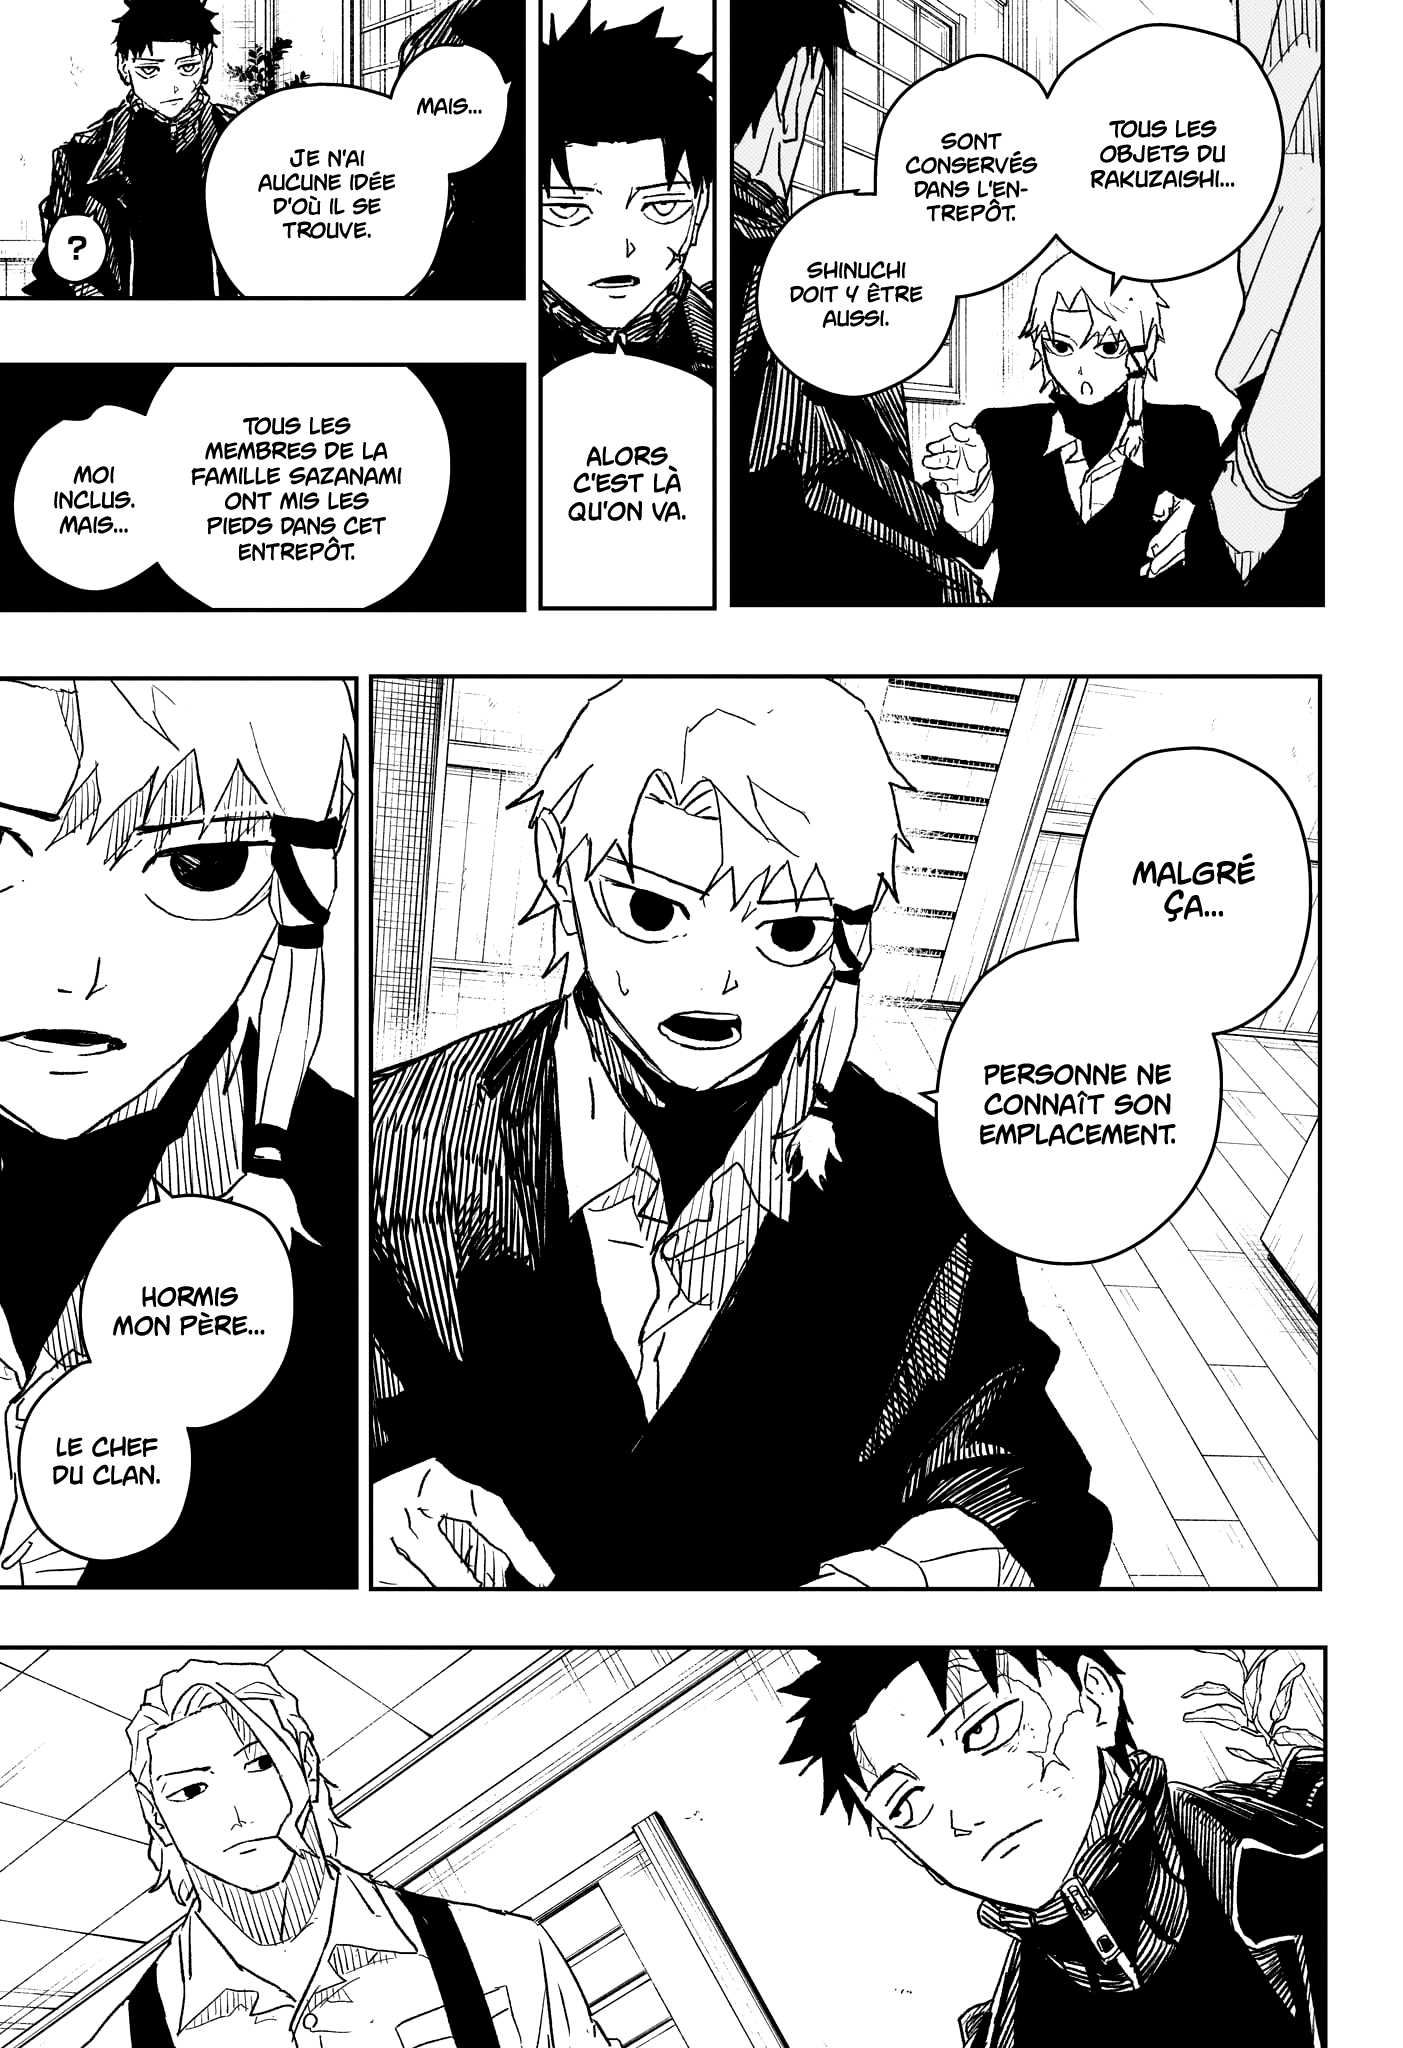 TOUS LES
OBJETS DU
RAKUZAISHI...
SONT
CONSERVÉS
DANS L'EN-
TREPÔT.
SHINUCHI
DOIT Y ÊTRE
AUSSI.
ALORS
C'EST LÀ
QU'ON VA.
MAIS...
JE N'AI
AUCUNE IDÉE
D'OÙ IL SE
TROUVE.
?
TOUS LES
MEMBRES DE LA
FAMILLE SAZANAMI
ONT MIS LES
PIEDS DANS CET
ENTREPÔT.
MOI
INCLUS.
MAIS...
MALGRÉ
ÇA...
PERSONNE NE
CONNAÎT SON
EMPLACEMENT.
HORMIS
MON PÈRE...
LE CHEF
DU CLAN.